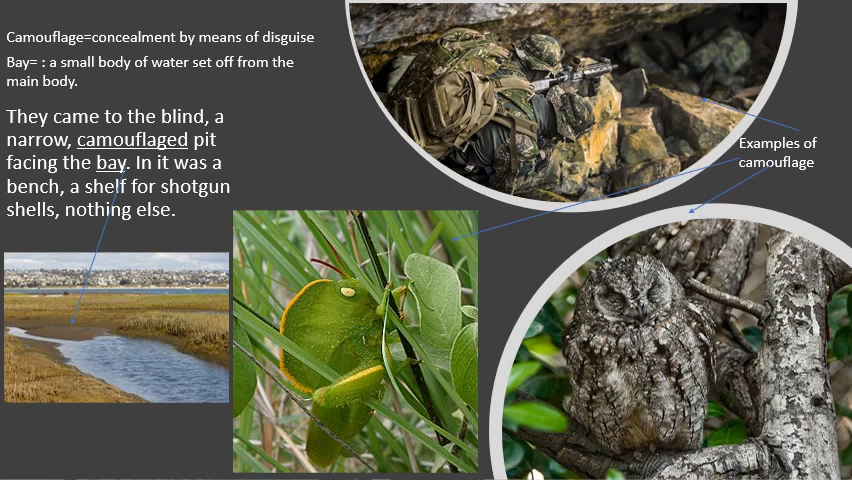 Camouflage=concealment by means of disguise
Bay= : a small body of water set off from the
main body.
They came to the blind, a
narrow, camouflaged pit
facing the bay. In it was a
bench, a shelf for shotgun
shells, nothing else.
Examples of
camouflage